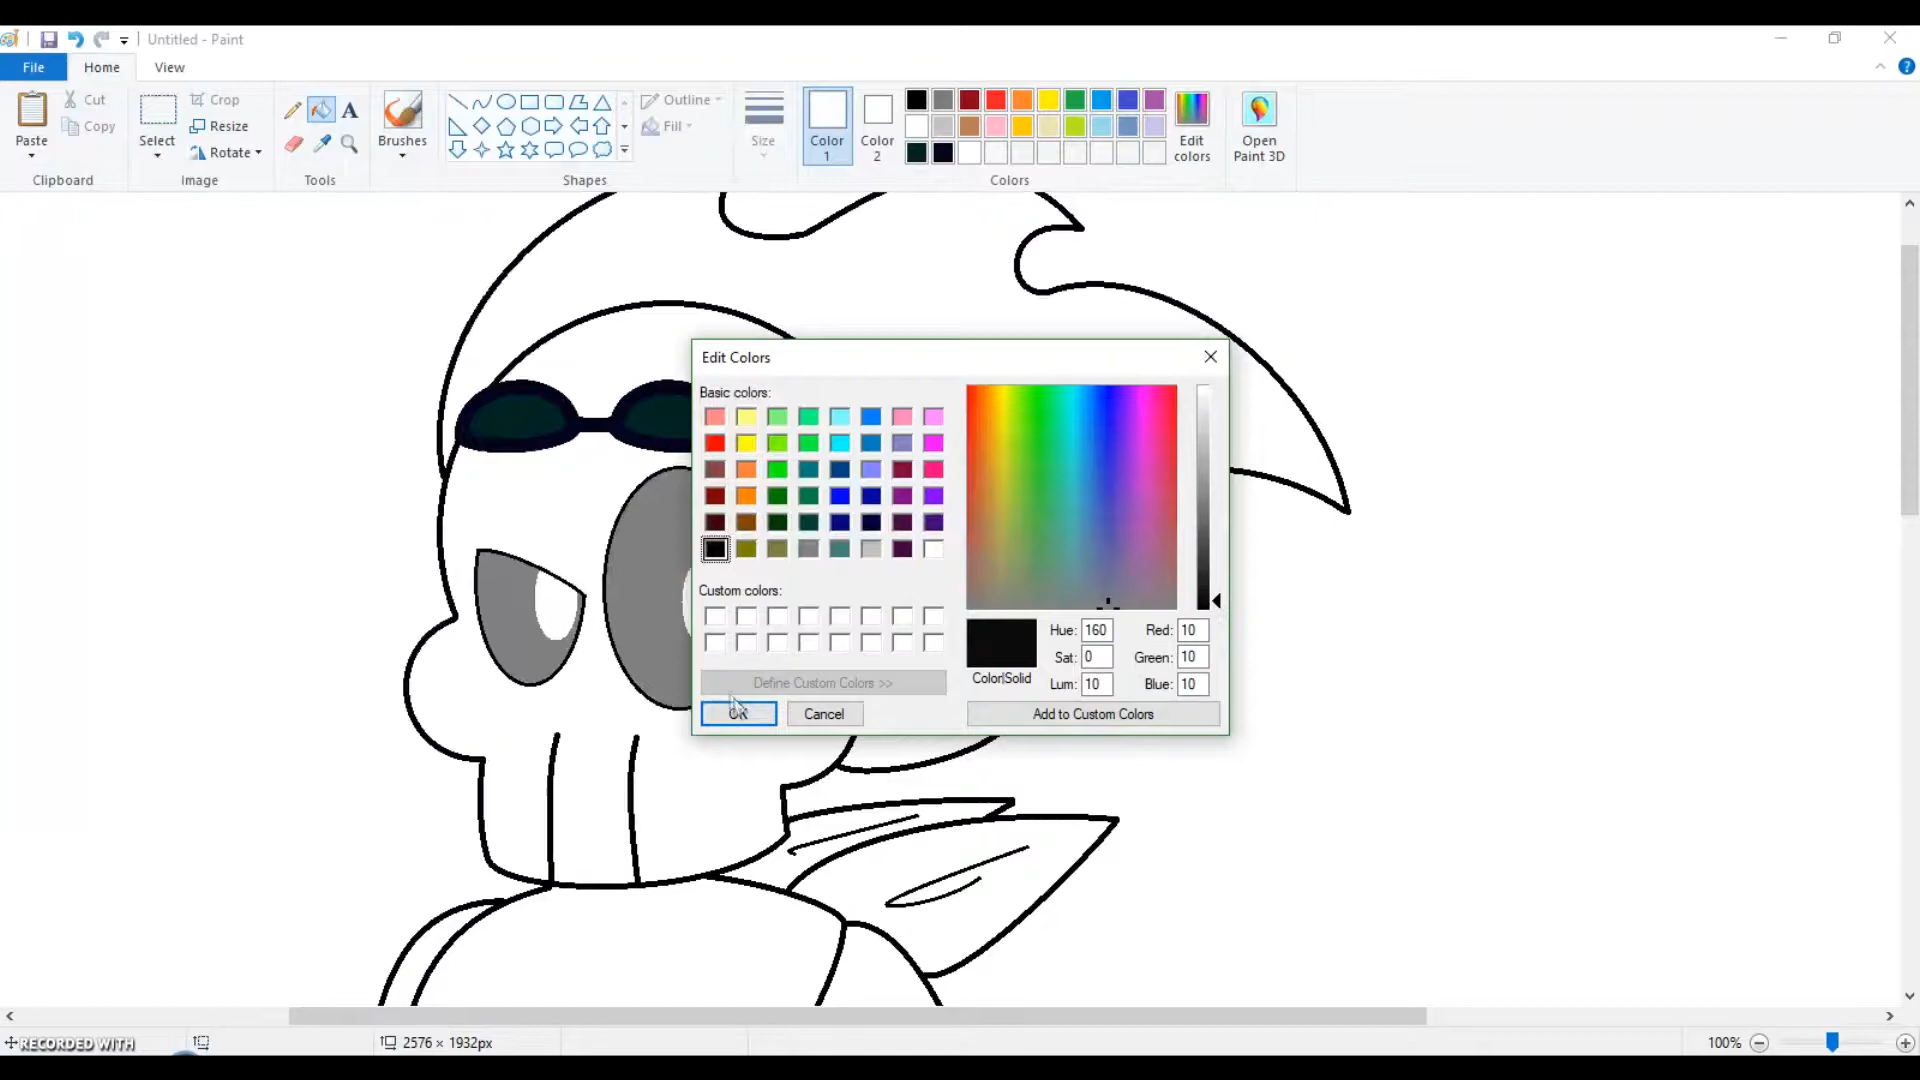 Untitled - Paint
File Home View
Paste
Cut
Copy
Clipboard
Select
Crop
Resize
Rotate
Image
A
Tools
Brushes
Outline
Fill
Shapes
Size
Color 1
Color 2
Edit colors
Colors
Open Paint 3D
?
Edit Colors
Basic colors:
Custom colors:
Define Custom Colors >>
OK
Cancel
Color|Solid
Hue: 160
Sat: 0
Lum: 10
Red: 10
Green: 10
Blue: 10
Add to Custom Colors
RECORDED WITH
2576 × 1932px
100%